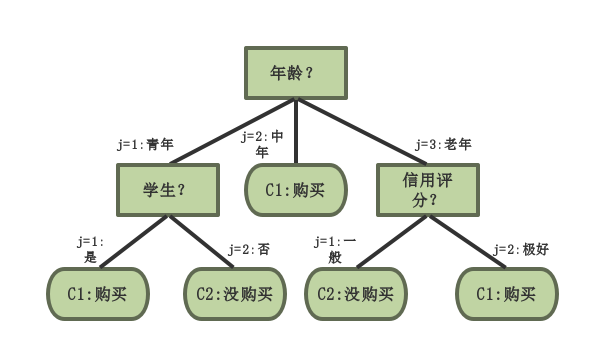 年龄？
j=1:青年
j=2:中
年
j=3:老年
学生？
C1:购买
信用评
分？
j=1:
是
j=2:否
j=1:一
般
j=2:极好
C1:购买
C2:没购买
C2:没购买
C1:购买